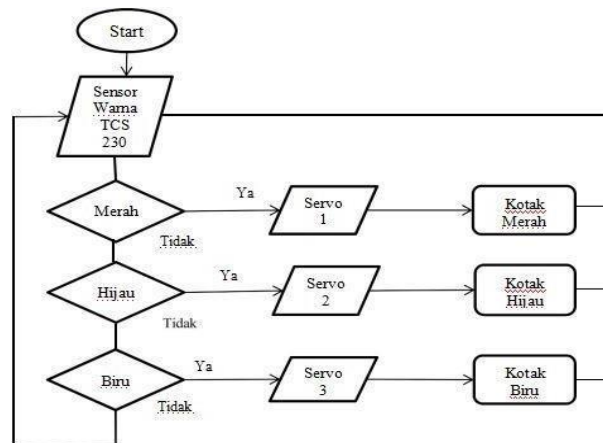 Start
Sensor
Warna
TCS
230
Merah
Ya
Tidak
Servo
1
Kotak
Merah
Hijau
Ya
Tidak
Servo
2
Kotak
Hijau
Biru
Ya
Tidak
Servo
3
Kotak
Biru